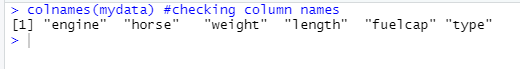 > colnames(mydata) #checking column names
[1] "engine"  "horse"   "weight"  "length"  "fuelcap" "type"
>